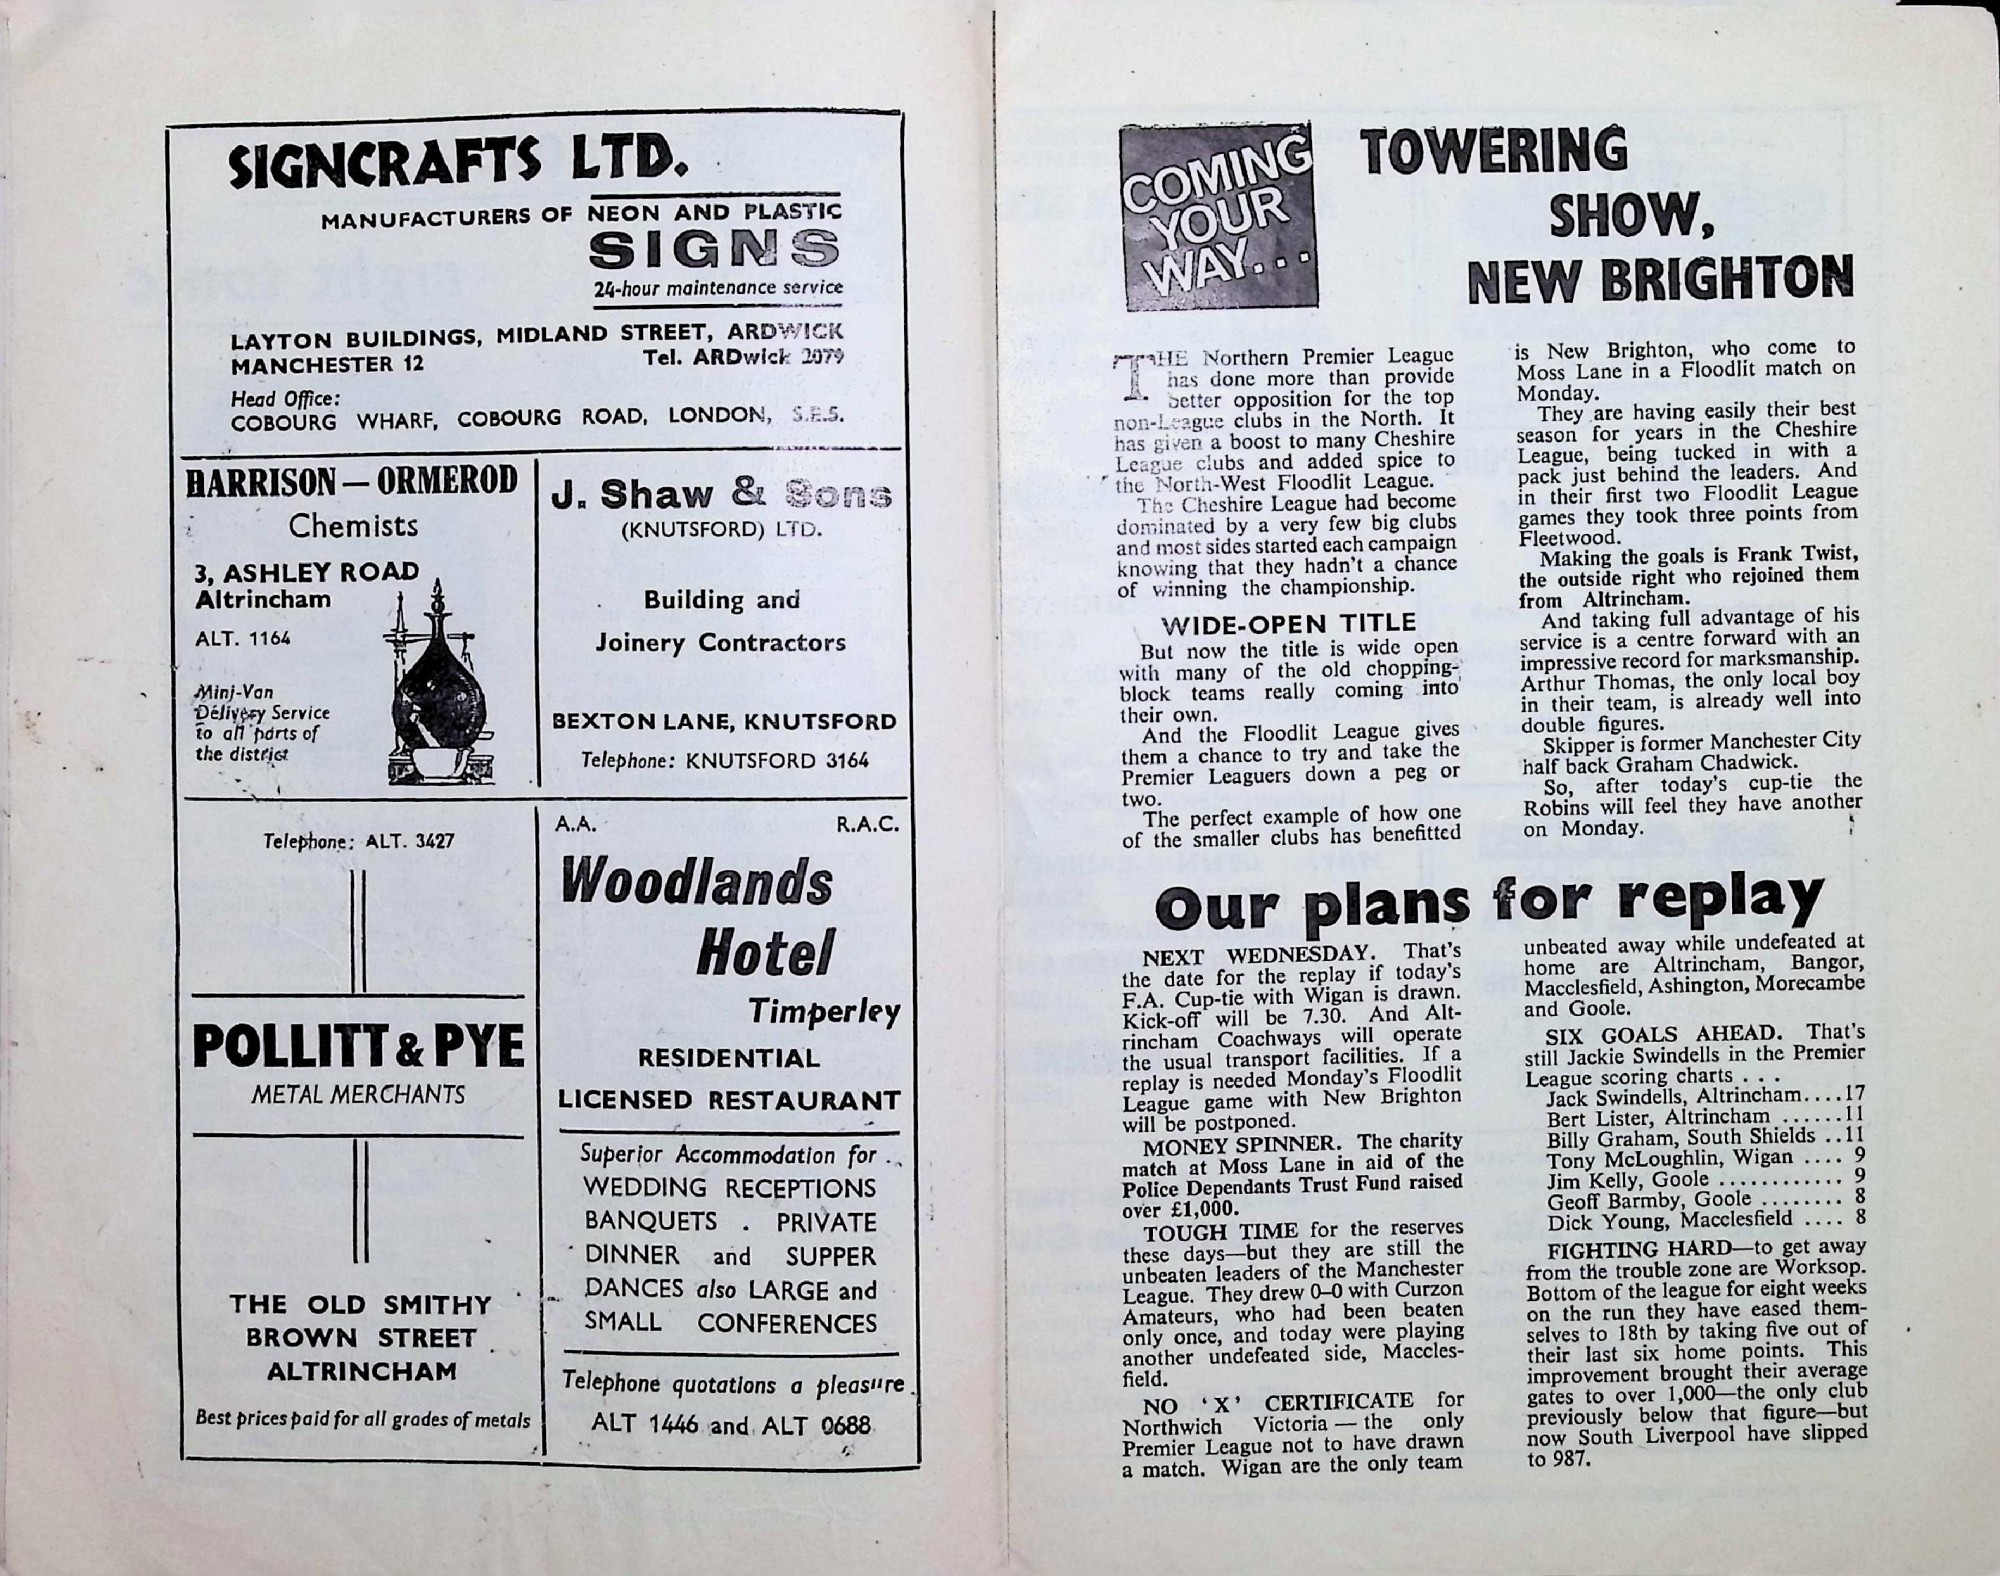 SIGNCRAFTS LTD.
MANUFACTURERS OF NEON AND PLASTIC
SIGNS
24-hour maintenance service
LAYTON BUILDINGS, MIDLAND STREET, ARDWICK
MANCHESTER 12 Tel. ARDwick 2079
Head Office:
COBOURG WHARF, COBOURG ROAD, LONDON, S.E.5.
HARRISON — ORMEROD
Chemists
3, ASHLEY ROAD
Altrincham
ALT. 1164
Mini-Van
Delivery Service
to all parts of
the district
J. Shaw & Sons
(KNUTSFORD) LTD.
Building and
Joinery Contractors
BEXTON LANE, KNUTSFORD
Telephone: KNUTSFORD 3164
Telephone: ALT. 3427
POLLITT & PYE
METAL MERCHANTS
THE OLD SMITHY
BROWN STREET
ALTRINCHAM
Best prices paid for all grades of metals
A.A. R.A.C.
Woodlands
Hotel
Timperley
RESIDENTIAL
LICENSED RESTAURANT
Superior Accommodation for
WEDDING RECEPTIONS
BANQUETS . PRIVATE
DINNER and SUPPER
DANCES also LARGE and
SMALL CONFERENCES
Telephone quotations a pleasure
ALT 1446 and ALT 0688
COMING
YOUR
WAY...
TOWERING
SHOW,
NEW BRIGHTON
THE Northern Premier League
has done more than provide
better opposition for the top
non-League clubs in the North. It
has given a boost to many Cheshire
League clubs and added spice to
the North-West Floodlit League.
The Cheshire League had become
dominated by a very few big clubs
and most sides started each campaign
knowing that they hadn't a chance
of winning the championship.
WIDE-OPEN TITLE
But now the title is wide open
with many of the old chopping-
block teams really coming into
their own.
And the Floodlit League gives
them a chance to try and take the
Premier Leaguers down a peg or
two.
The perfect example of how one
of the smaller clubs has benefitted
is New Brighton, who come to
Moss Lane in a Floodlit match on
Monday.
They are having easily their best
season for years in the Cheshire
League, being tucked in with a
pack just behind the leaders. And
in their first two Floodlit League
games they took three points from
Fleetwood.
Making the goals is Frank Twist,
the outside right who rejoined them
from Altrincham.
And taking full advantage of his
service is a centre forward with an
impressive record for marksmanship.
Arthur Thomas, the only local boy
in their team, is already well into
double figures.
Skipper is former Manchester City
half back Graham Chadwick.
So, after today's cup-tie the
Robins will feel they have another
on Monday.
Our plans for replay
NEXT WEDNESDAY. That's
the date for the replay if today's
F.A. Cup-tie with Wigan is drawn.
Kick-off will be 7.30. And Alt-
rincham Coachways will operate
the usual transport facilities. If a
replay is needed Monday's Floodlit
League game with New Brighton
will be postponed.
MONEY SPINNER. The charity
match at Moss Lane in aid of the
Police Dependants Trust Fund raised
over £1,000.
TOUGH TIME for the reserves
these days—but they are still the
unbeaten leaders of the Manchester
League. They drew 0-0 with Curzon
Amateurs, who had been beaten
only once, and today were playing
another undefeated side, Maccles-
field.
NO 'X' CERTIFICATE for
Northwich Victoria — the only
Premier League not to have drawn
a match. Wigan are the only team
unbeated away while undefeated at
home are Altrincham, Bangor,
Macclesfield, Ashington, Morecambe
and Goole.
SIX GOALS AHEAD. That's
still Jackie Swindells in the Premier
League scoring charts . . .
Jack Swindells, Altrincham....17
Bert Lister, Altrincham ......11
Billy Graham, South Shields ..11
Tony McLoughlin, Wigan .... 9
Jim Kelly, Goole ............ 9
Geoff Barmby, Goole ........ 8
Dick Young, Macclesfield .... 8
FIGHTING HARD—to get away
from the trouble zone are Worksop.
Bottom of the league for eight weeks
on the run they have eased them-
selves to 18th by taking five out of
their last six home points. This
improvement brought their average
gates to over 1,000—the only club
previously below that figure—but
now South Liverpool have slipped
to 987.